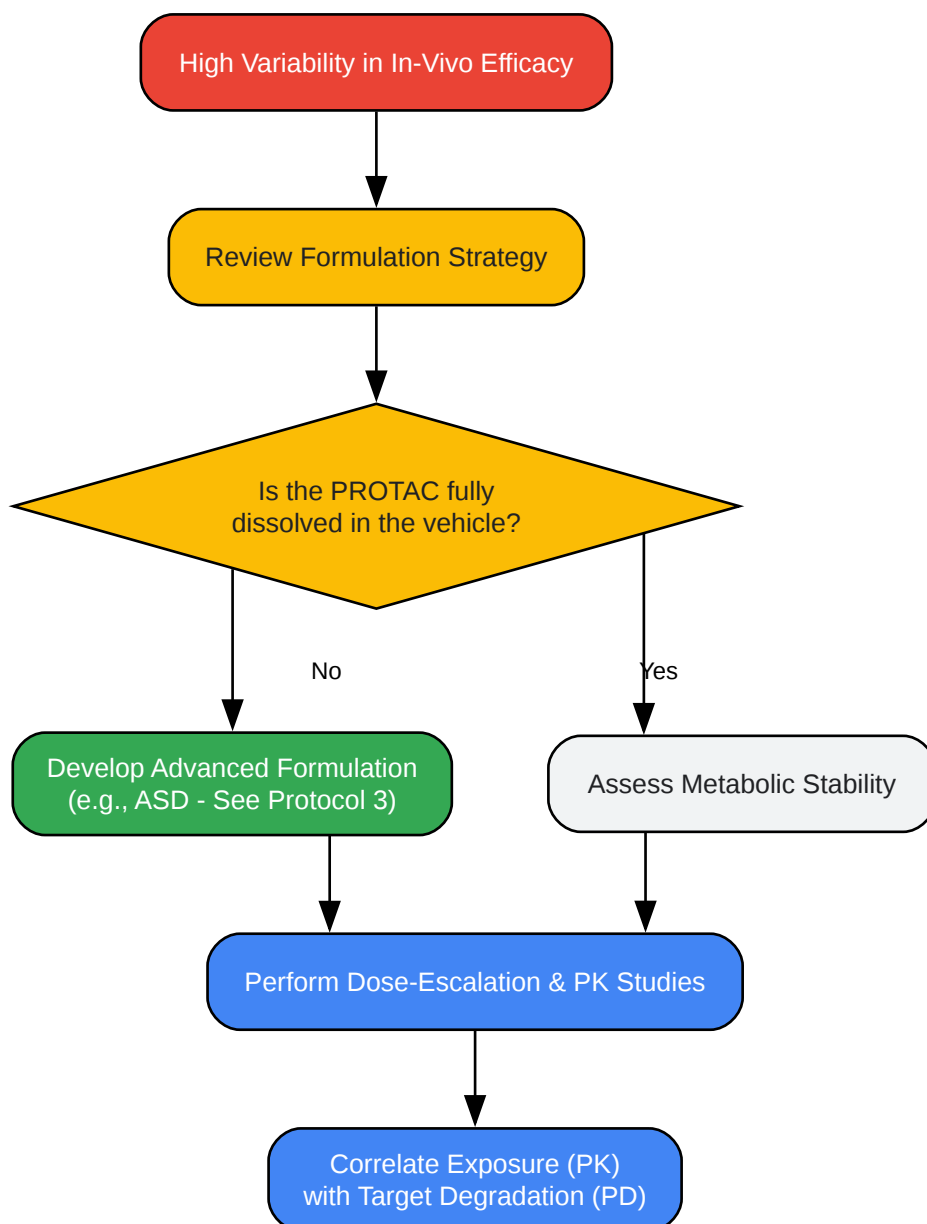 High Variability in In-Vivo Efficacy
Review Formulation Strategy
Is the PROTAC fully
dissolved in the vehicle?
No
Yes
Develop Advanced Formulation
(e.g., ASD - See Protocol 3)
Assess Metabolic Stability
Perform Dose-Escalation & PK Studies
Correlate Exposure (PK)
with Target Degradation (PD)